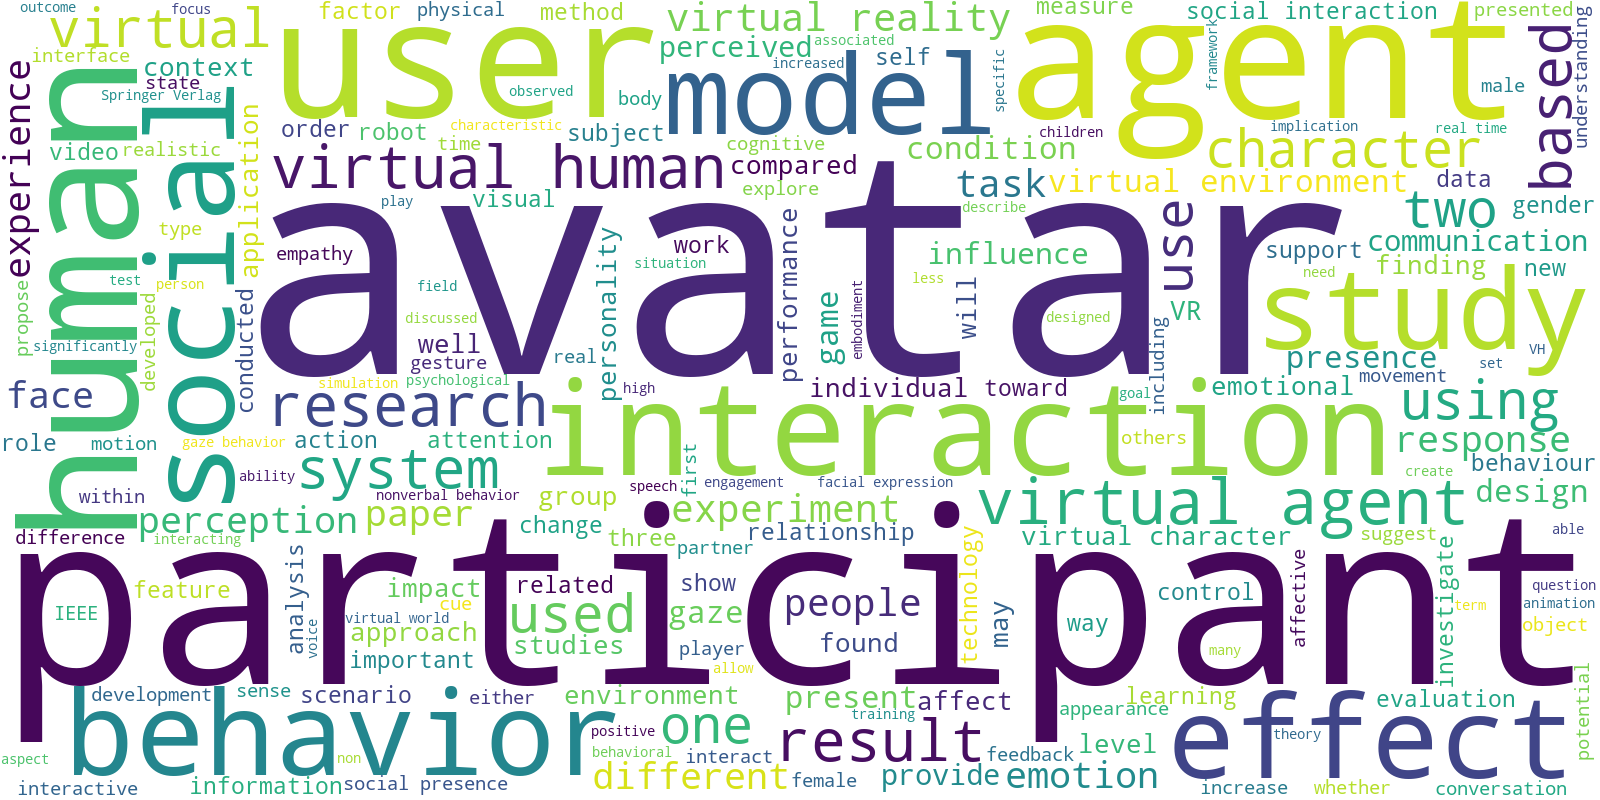 outcome
focus
virtual
factor
physical
method
virtual reality
measure
social interaction
presented
interface
user
agent
perceived
associated
increased
self
model
specific
framework
based
understanding
context
state
Springer Verlag
observed
body
male
human
social
experience
application
order
robot
characteristic
time
subject
cognitive
children
condition
implication
real time
character
video
realistic
virtual human
compared
explore
task
virtual environment
data
play
visual
avatar
describe
use
two
gender
type
empathy
personality
work
situation
performance
influence
support
communication
finding
new
test
person
field
less
need
propose
developed
conducted
discussed
well
gesture
real
game
embodiment
will
designed
VR
including
study
significantly
presence
VH
set
simulation
psychological
high
individual
toward
goal
emotional
movement
face
research
interaction
using
role
motion
gaze behavior
action
attention
others
response
system
ability
first
create
behaviour
within
nonverbal behavior
group
speech
engagement
facial expression
virtual agent
design
perception
paper
change
experiment
difference
interacting
three
partner
relationship
technology
virtual character
suggest
able
participant
analysis
feature
impact
cue
related
used
show
gaze
people
control
affective
investigate
question
term
animation
object
IEEE
virtual world
voice
approach
studies
found
may
way
important
player
allow
many
development
sense
scenario
either
environment
present
affect
learning
evaluation
potential
behavior
positive
one
training
appearance
effect
theory
result
aspect
non
behavioral
interact
feedback
level
interactive
information
social presence
different
female
provide
emotion
increase
whether
conversation